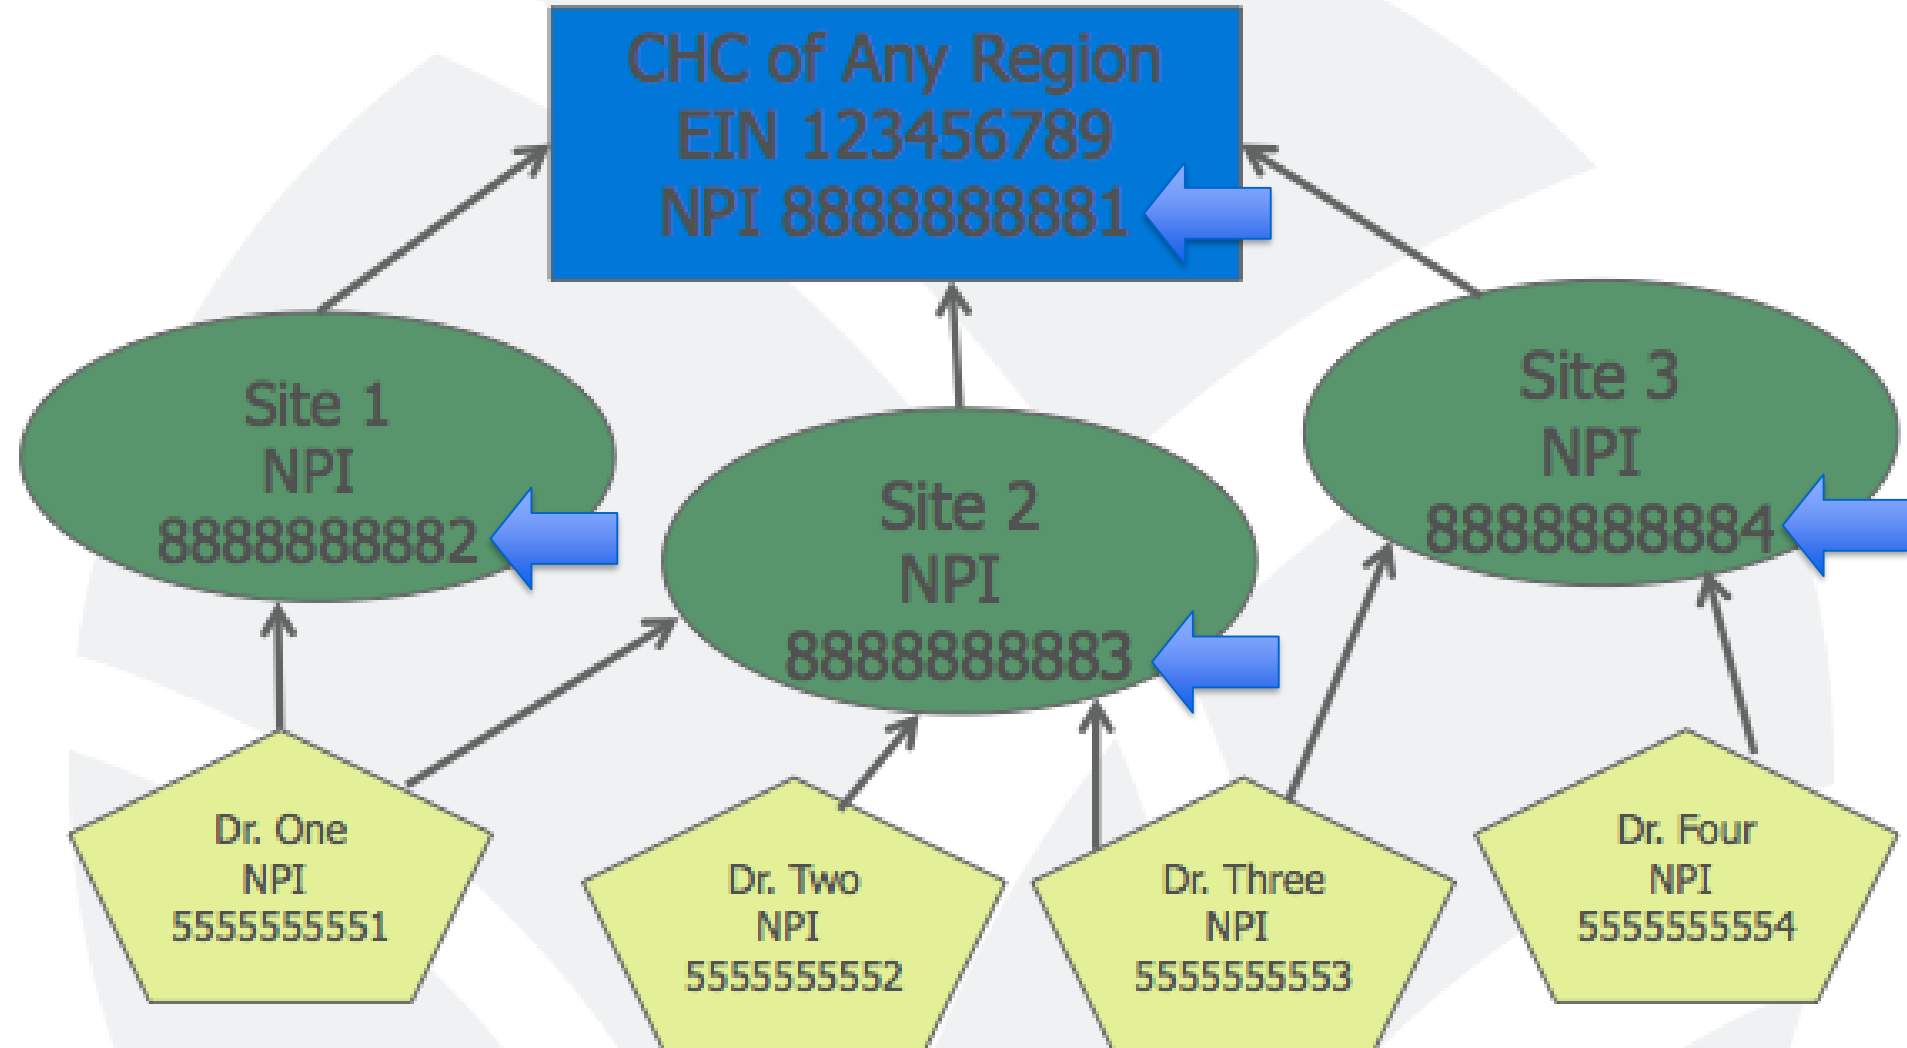 CHC of Any Region
EIN 123456789
NPI 8888888881
Site 1
NPI
8888888882
Site 2
NPI
8888888883
Site 3
NPI
8888888884
Dr. One
NPI
5555555551
Dr. Two
NPI
5555555552
Dr. Three
NPI
5555555553
Dr. Four
NPI
5555555554